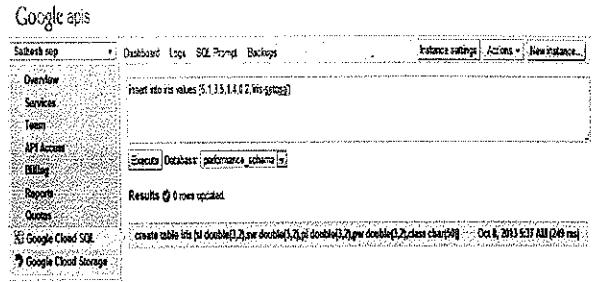 Google apis
Sathesh sep
Dashboard Logs SQL Prompt Backups
Instance settings Actions New instance...
Overview
Services
Team
API Access
Billing
Reports
Quotas
Google Cloud SQL
Google Cloud Storage
insert into iris values (5.1,3.5,1.4,0.2,'iris-
Execute Database: performance_schema
Results 0 rows updated.
create table iris (sl double(3,2),sw double(3,2),pl double(3,2),pw double(3,2),class char(50)) Oct 8, 2013 5:37 AM (249 ms)